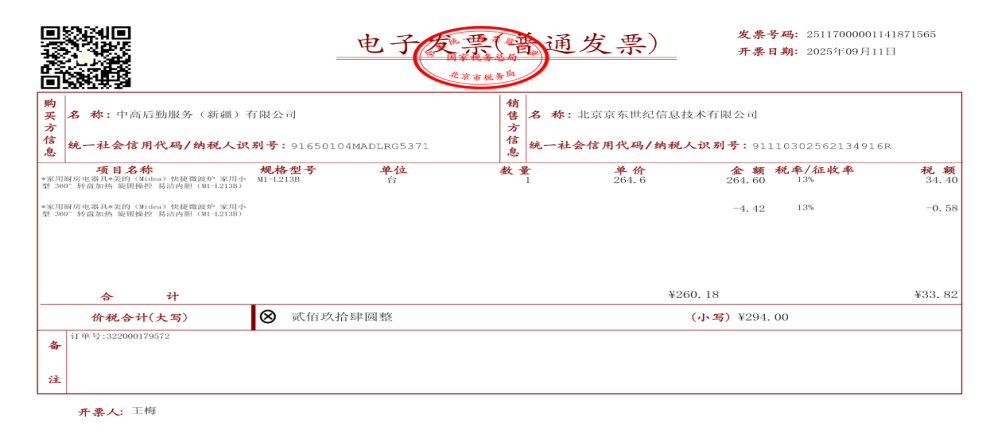 电子发票(普通发票)
国家税务总局
北京市税务局
发票号码: 25117000001141871565
开票日期: 2025年09月11日
购买方信息
名 称: 中高后勤服务（新疆）有限公司
统一社会信用代码/纳税人识别号: 91650104MADLRG5371
销售方信息
名 称: 北京京东世纪信息技术有限公司
统一社会信用代码/纳税人识别号: 91110302562134916R
项目名称 规格型号 单位 数量 单价 金额 税率/征收率 税额
*家用厨房电器具*美的（Midea）快捷微波炉 家用小 M1-L213B 台 1 264.6 264.60 13% 34.40
型 360° 转盘加热 旋钮操控 易洁内胆（M1-L213B）
*家用厨房电器具*美的（Midea）快捷微波炉 家用小 -4.42 13% -0.58
型 360° 转盘加热 旋钮操控 易洁内胆（M1-L213B）
合 计 ¥260.18 ¥33.82
价税合计(大写) ⊗ 贰佰玖拾肆圆整 (小写) ¥294.00
备注
订单号:322000179572
开票人: 王梅